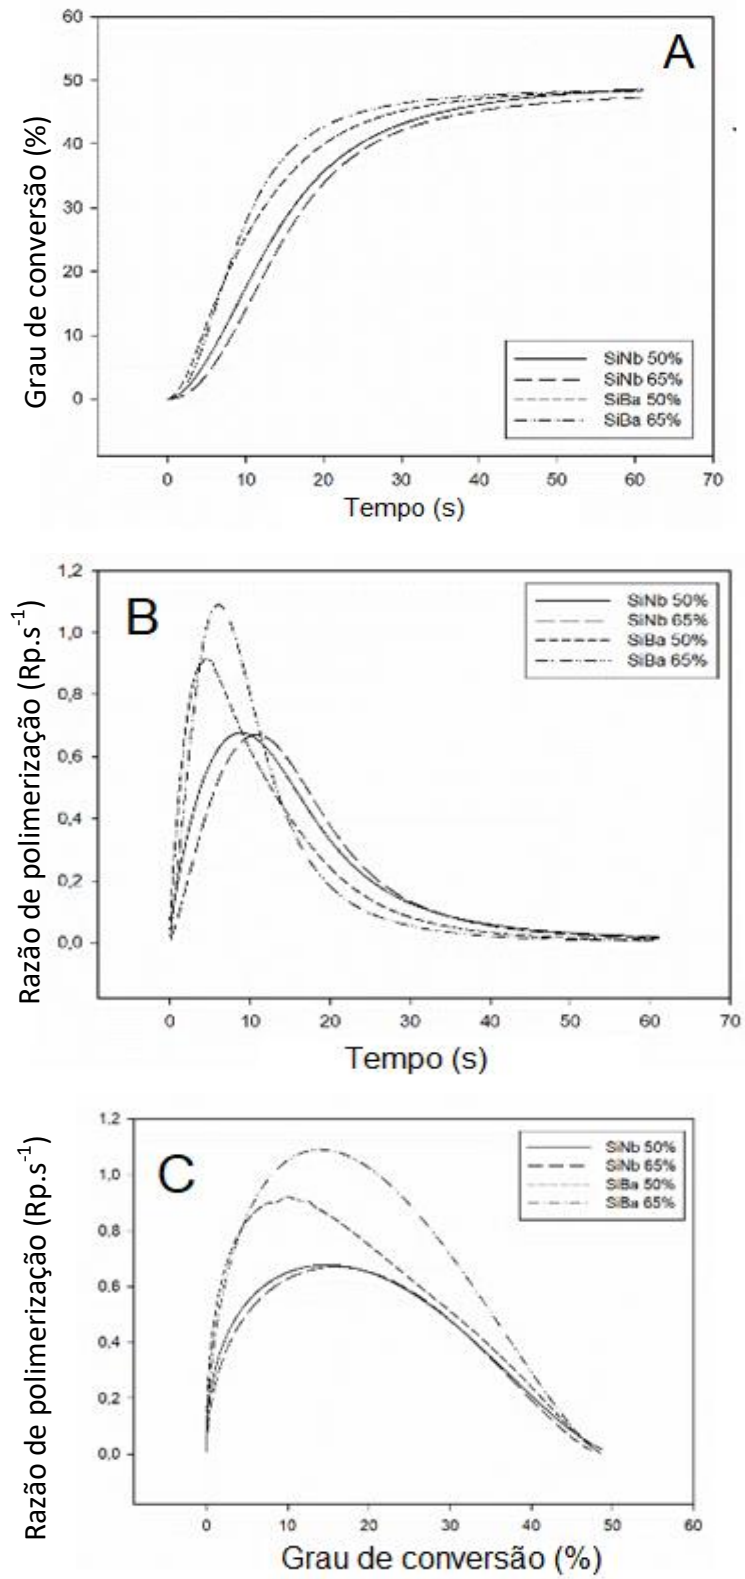 60
A
50
40
30
20
10
0
Grau de conversão (%)
SiNb 50%
SiNb 65%
SiBa 50%
SiBa 65%
0 10 20 30 40 50 60 70
Tempo (s)
1,2
B
1,0
0,8
0,6
0,4
0,2
0,0
Razão de polimerização (Rp.s⁻¹)
SiNb 50%
SiNb 65%
SiBa 50%
SiBa 65%
0 10 20 30 40 50 60 70
Tempo (s)
1,2
C
1,0
0,8
0,6
0,4
0,2
0,0
Razão de polimerização (Rp.s⁻¹)
SiNb 50%
SiNb 65%
SiBa 50%
SiBa 65%
0 10 20 30 40 50 60
Grau de conversão (%)